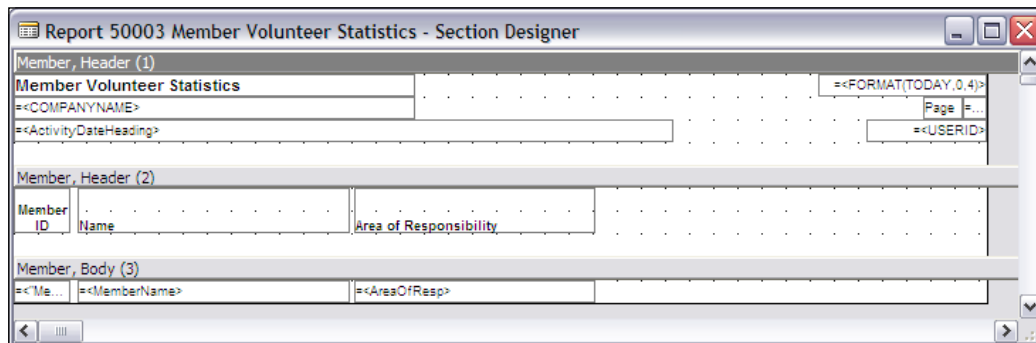 Report 50003 Member Volunteer Statistics - Section Designer
Member, Header (1)
Member Volunteer Statistics =<FORMAT(TODAY,0,4)>
=<COMPANYNAME> Page =...
=<ActivityDateHeading> =<USERID>
Member, Header (2)
Member
ID Name Area of Responsibility
Member, Body (3)
=<"Me... =<MemberName> =<AreaOfResp>